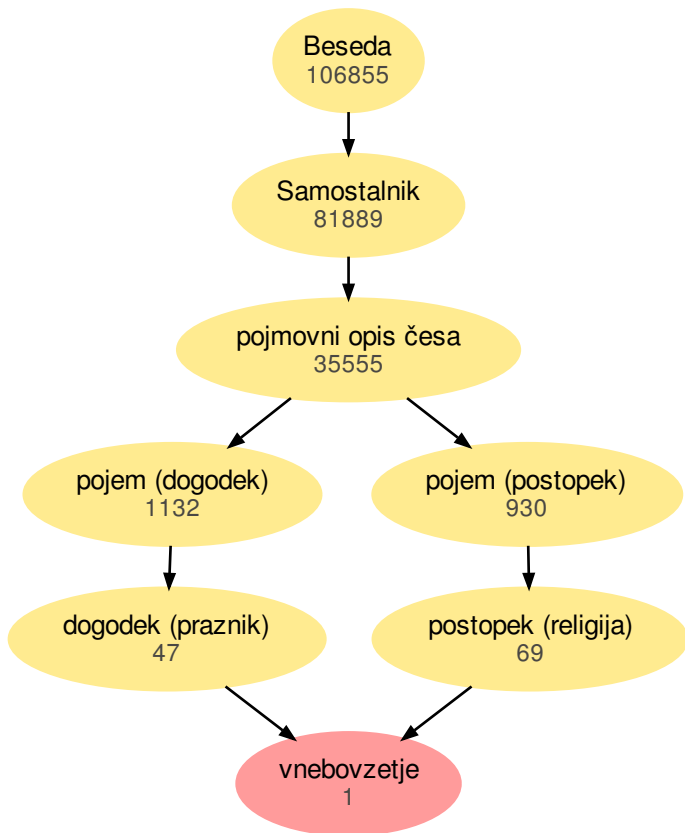 Beseda
106855
Samostalnik
81889
pojmovni opis česa
35555
pojem (dogodek)
1132
pojem (postopek)
930
dogodek (praznik)
47
postopek (religija)
69
vnebovzetje
1